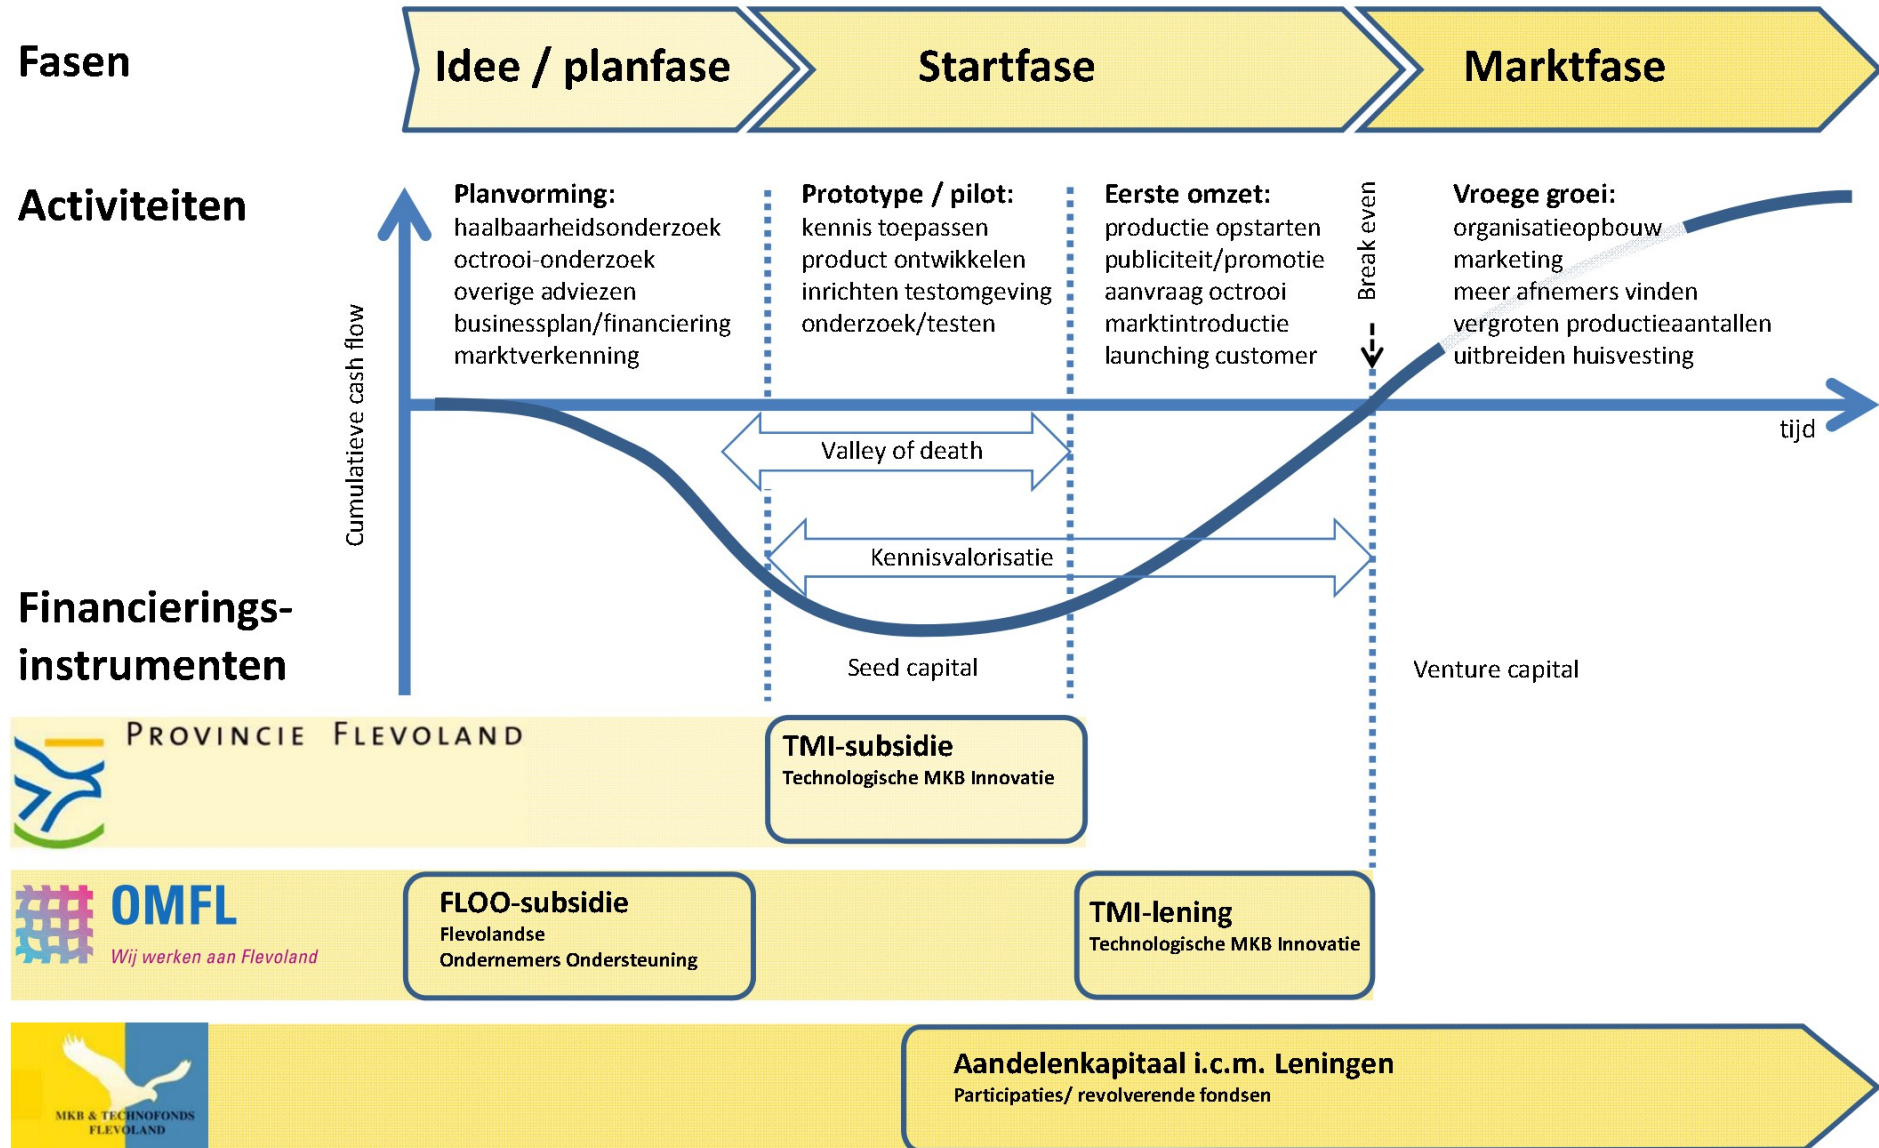 Fasen
Idee / planfase
Startfase
Marktfase
Activiteiten
Planvorming:
haalbaarheidsonderzoek
octrooi-onderzoek
overige adviezen
businessplan/financiering
marktverkenning
Prototype / pilot:
kennis toepassen
product ontwikkelen
inrichten testomgeving
onderzoek/testen
Eerste omzet:
productie opstarten
publiciteit/promotie
aanvraag octrooi
marktintroductie
launching customer
Break even
Vroege groei:
organisatieopbouw
marketing
meer afnemers vinden
vergroten productieaantallen
uitbreiden huisvesting
Cumulatieve cash flow
tijd
Valley of death
Kennisvalorisatie
Financierings-
instrumenten
Seed capital
Venture capital
PROVINCIE FLEVOLAND
TMI-subsidie
Technologische MKB Innovatie
OMFL
Wij werken aan Flevoland
FLOO-subsidie
Flevolandse
Ondernemers Ondersteuning
TMI-lening
Technologische MKB Innovatie
MKB & TECHNOFONDS
FLEVOLAND
Aandelenkapitaal i.c.m. Leningen
Participaties/ revolverende fondsen